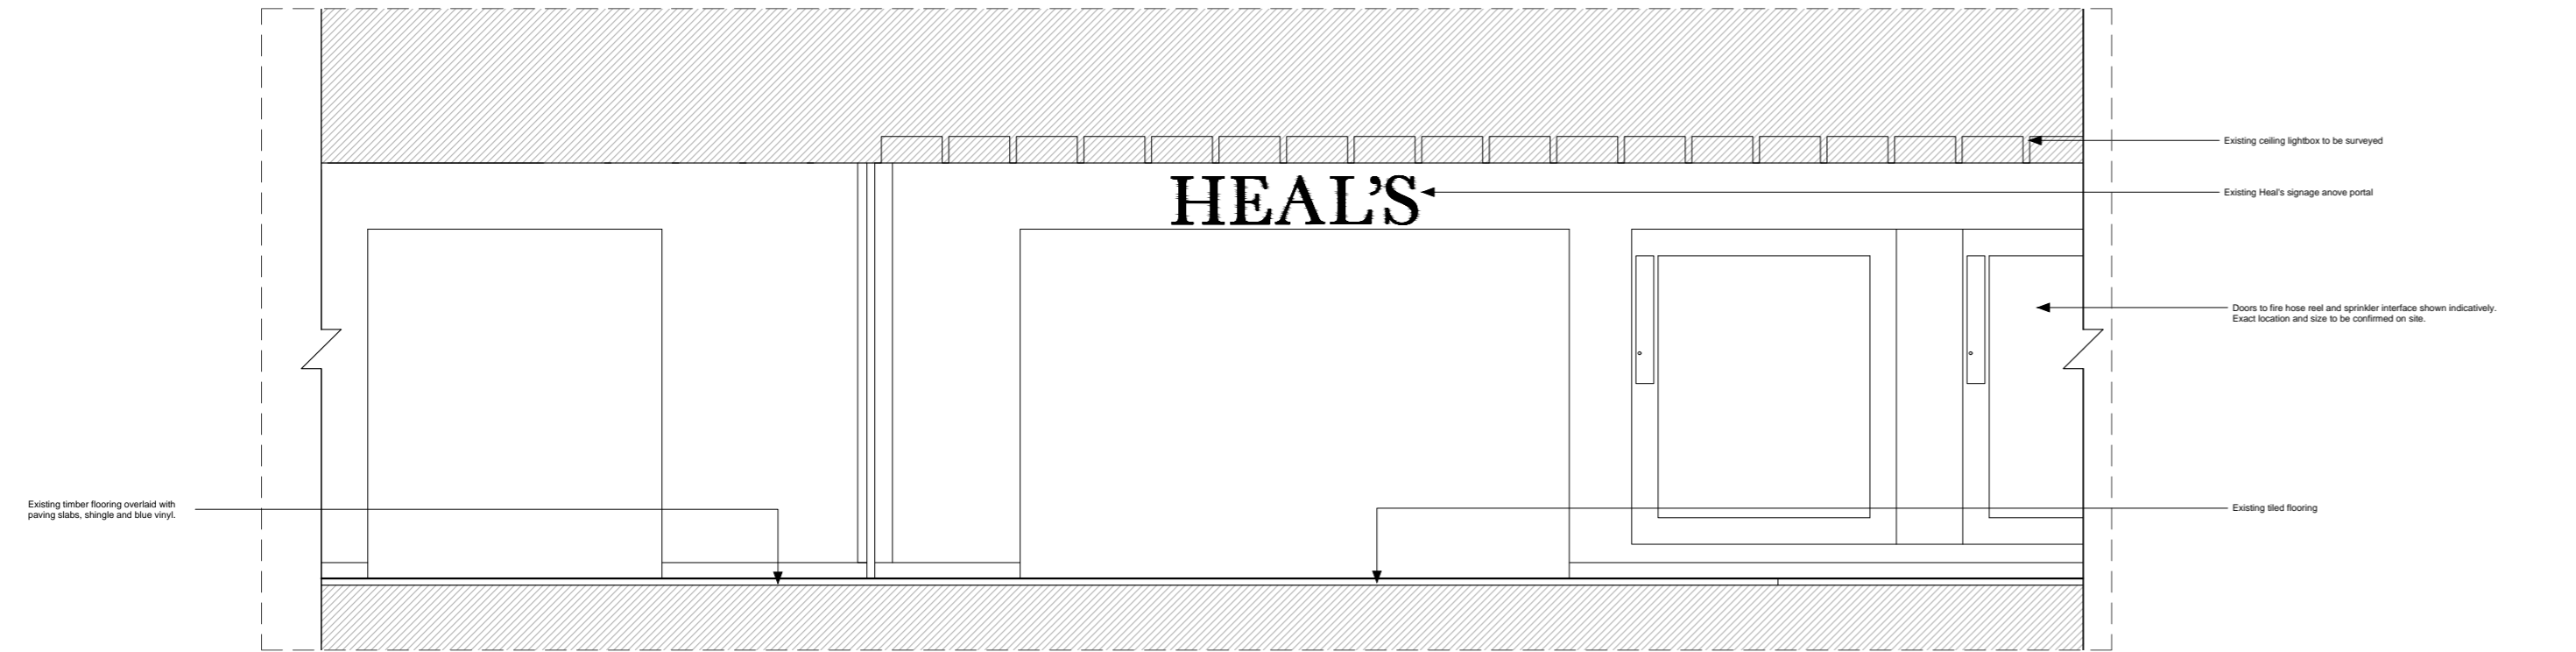 Existing ceiling lightbox to be surveyed
HEAL'S
Existing Heal's signage anove portal
Doors to fire hose reel and sprinkler interface shown indicatively.
Exact location and size to be confirmed on site.
Existing timber flooring overlaid with
paving slabs, shingle and blue vinyl.
Existing tiled flooring